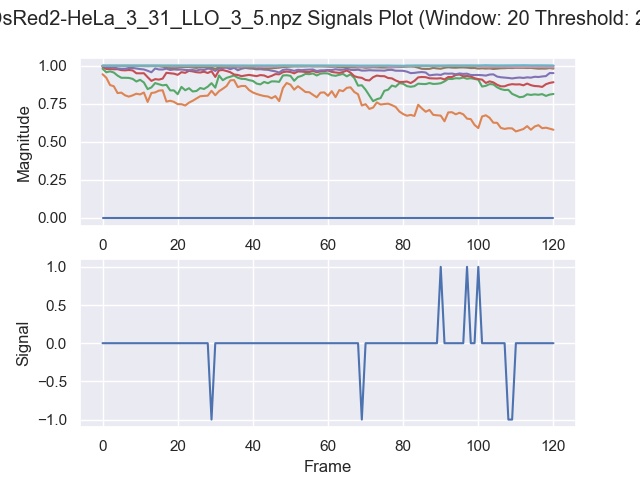 DsRed2-HeLa_3_31_LLO_3_5.npz Signals Plot (Window: 20 Threshold: 2
1.00
0.75
0.50
0.25
0.00
Magnitude
0 20 40 60 80 100 120
1.0
0.5
0.0
−0.5
−1.0
Signal
0 20 40 60 80 100 120
Frame